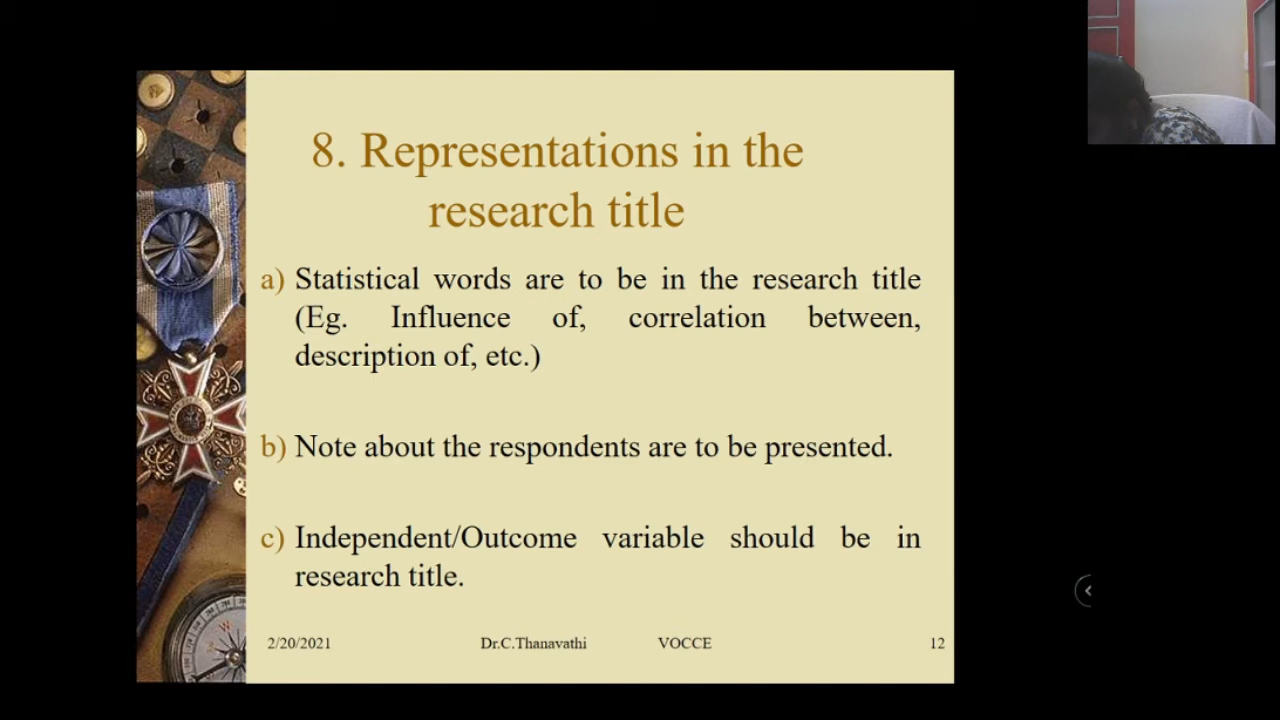 8. Representations in the
research title
a) Statistical words are to be in the research title
(Eg. Influence of, correlation between,
description of, etc.)
b) Note about the respondents are to be presented.
c) Independent/Outcome variable should be in
research title.
2/20/2021 Dr.C.Thanavathi VOCCE 12